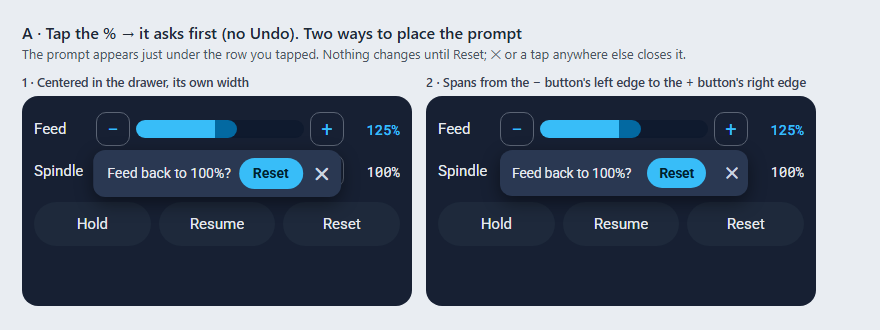 A · Tap the % → it asks first (no Undo). Two ways to place the prompt
The prompt appears just under the row you tapped. Nothing changes until Reset; ✕ or a tap anywhere else closes it.
1 · Centered in the drawer, its own width
Feed − + 125%
Spindle Feed back to 100%? Reset ✕ 100%
Hold Resume Reset
2 · Spans from the − button's left edge to the + button's right edge
Feed − + 125%
Spindle Feed back to 100%? Reset ✕ 100%
Hold Resume Reset